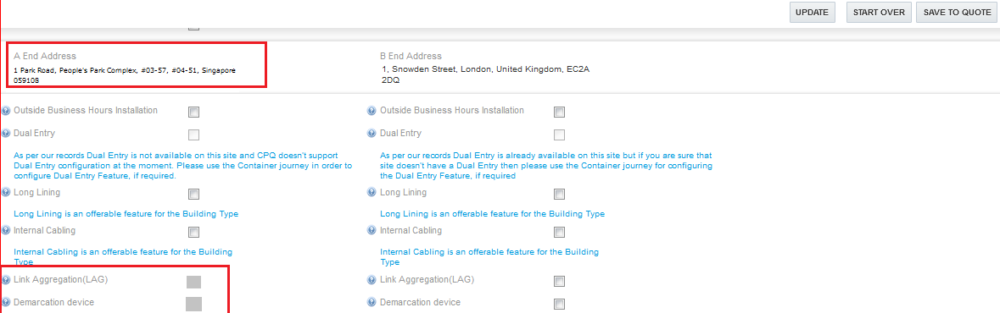 UPDATE START OVER SAVE TO QUOTE
A End Address
1 Park Road, People's Park Complex, #03-57, #04-51, Singapore
059108
B End Address
1, Snowden Street, London, United Kingdom, EC2A
2DQ
Outside Business Hours Installation
Dual Entry
As per our records Dual Entry is not available on this site and CPQ doesn't support
Dual Entry configuration at the moment. Please use the Container journey in order to
configure Dual Entry Feature, if required.
Long Lining
Long Lining is an offerable feature for the Building Type
Internal Cabling
Internal Cabling is an offerable feature for the Building
Type
Link Aggregation(LAG)
Demarcation device
Outside Business Hours Installation
Dual Entry
As per our records Dual Entry is already available on this site but if you are sure that
site doesn't have a Dual Entry then please use the Container journey for configuring
the Dual Entry Feature, if required
Long Lining
Long Lining is an offerable feature for the Building Type
Internal Cabling
Internal Cabling is an offerable feature for the Building
Type
Link Aggregation(LAG)
Demarcation device